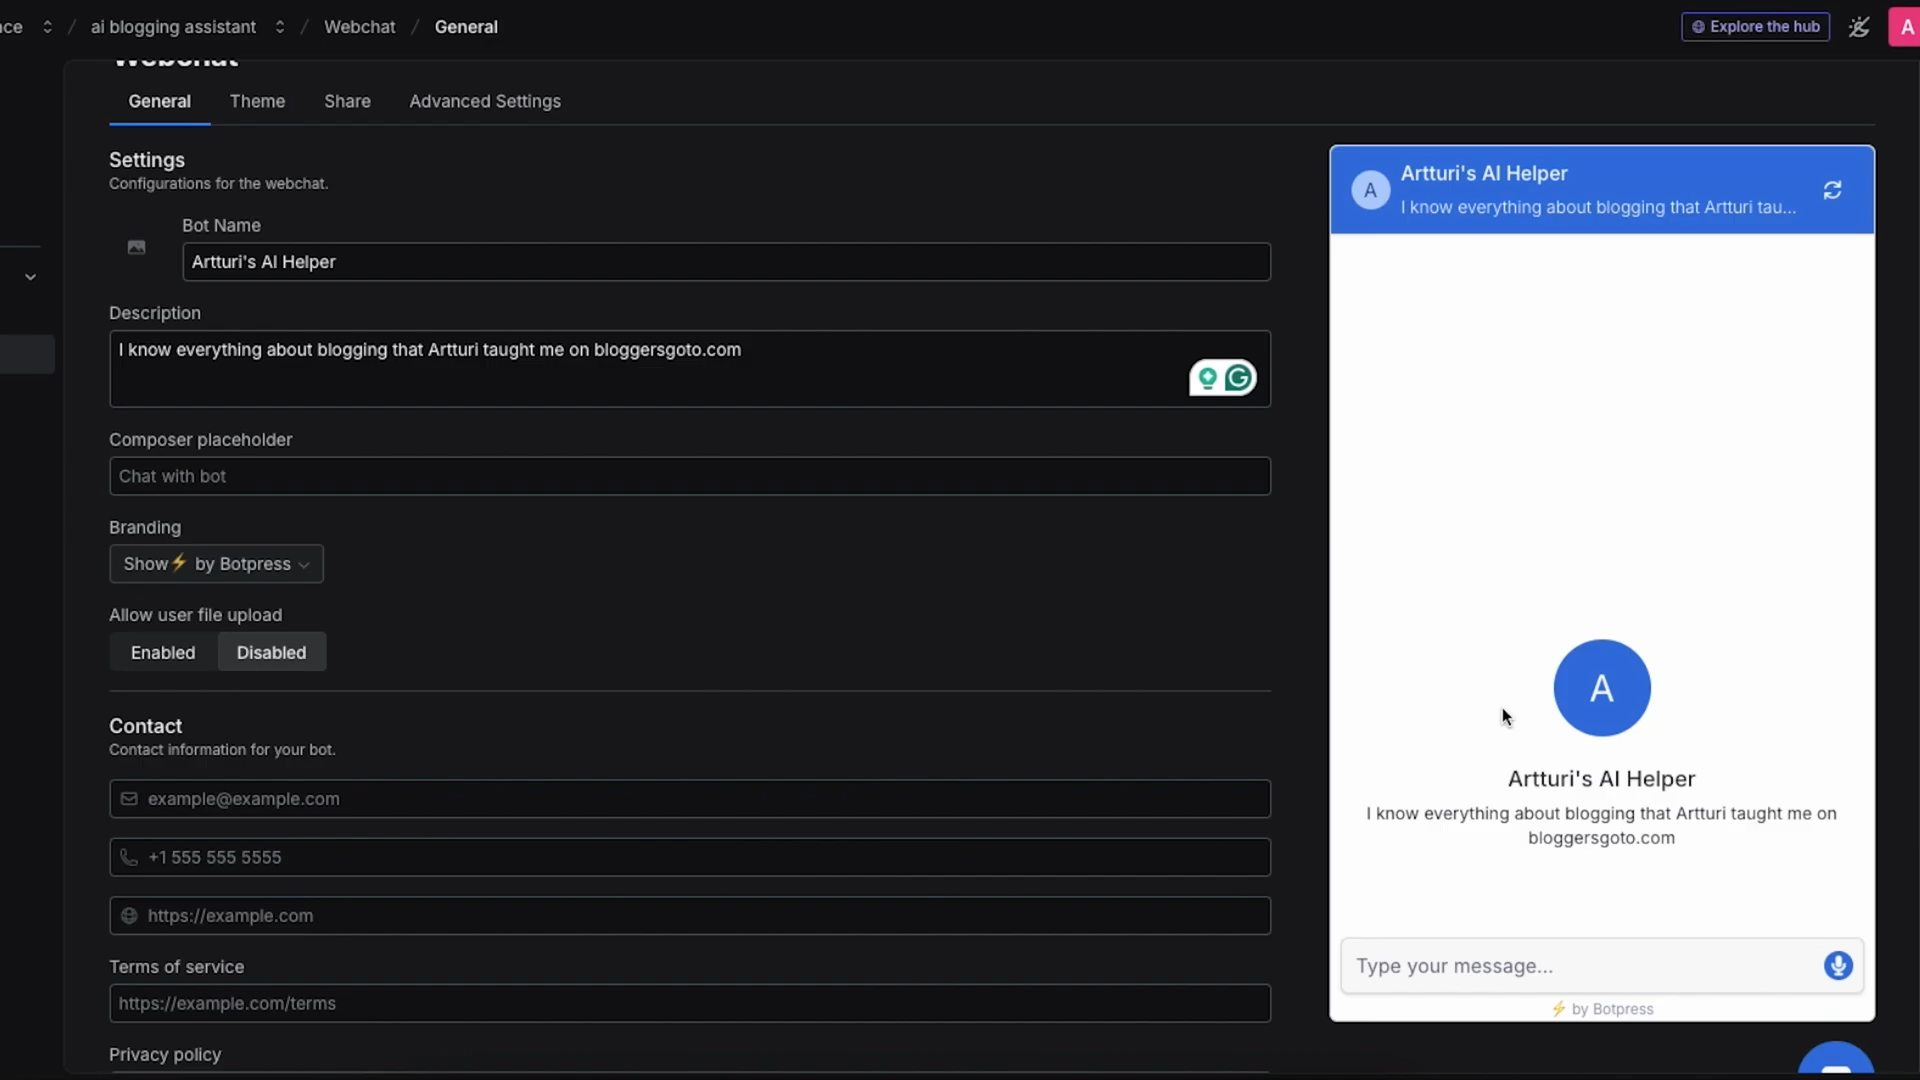 ce / ai blogging assistant / Webchat / General
Explore the hub
A
Webchat
General Theme Share Advanced Settings
Settings
Configurations for the webchat.
Bot Name
Artturi's AI Helper
Description
I know everything about blogging that Artturi taught me on bloggersgoto.com
Composer placeholder
Chat with bot
Branding
Show⚡ by Botpress
Allow user file upload
Enabled Disabled
Contact
Contact information for your bot.
example@example.com
+1 555 555 5555
https://example.com
Terms of service
https://example.com/terms
Privacy policy
A
Artturi's AI Helper
I know everything about blogging that Artturi tau...
A
Artturi's AI Helper
I know everything about blogging that Artturi taught me on
bloggersgoto.com
Type your message...
⚡ by Botpress